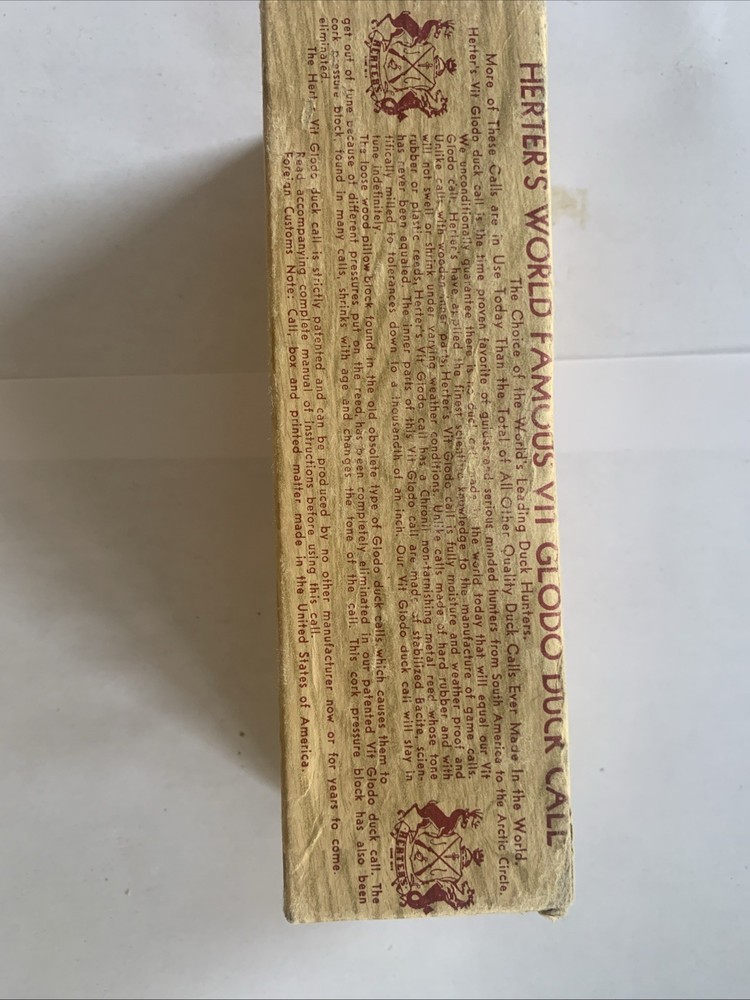 HERTER'S WORLD FAMOUS VIT GLODO DUCK CALL
The Choice of the World's Leading Duck Hunters.
More of These Calls are in Use Today Than the Total of All Other Quality Duck Calls Ever Made In the World.
Herter's Vit Glodo duck call is the time proven favorite of guides and serious minded hunters from South America to the Arctic Circle.
We unconditionally guarantee there is no duck call made in the world today that will equal our Vit
Glodo call. Herter's have applied the finest scientific knowledge to the manufacture of game calls.
Unlike calls with wooden inner parts, Herter's Vit Glodo call is fully moisture and weather proof and
will not swell or shrink under varying weather conditions. Unlike calls made of hard rubber and with
rubber or plastic reeds, Herter's Vit Glodo call has a Chronil non-tarnishing metal reed whose tone
has never been equaled. The inner parts of this Vit Glodo call are made of stabilized Bacite, scien-
tifically milled to tolerances down to a thousandth of an inch. Our Vit Glodo duck call will stay in
tune indefinitely.
The loose wood pillow block found in the old obsolete type of Glodo duck calls which causes them to
get out of tune because of different pressures put on the reed, has been completely eliminated in our patented Vit Glodo duck call. The
cork pressure block found in many calls, shrinks with age and changes the tone of the call. This cork pressure block has also been
eliminated.
The Herter's Vit Glodo duck call is strictly patented and can be produced by no other manufacturer now or for years to come.
Read accompanying complete manual of instructions before using this call.
Foreign Customs Note: Call, box and printed matter made in the United States of America.
HERTER'S
HERTER'S